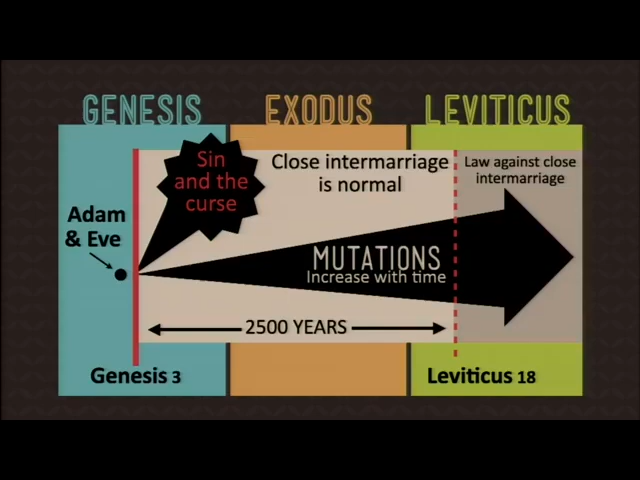 GENESIS
EXODUS
LEVITICUS
Sin
and the
curse
Close intermarriage
is normal
Law against close
intermarriage
Adam
& Eve
MUTATIONS
Increase with time
2500 YEARS
Genesis 3
Leviticus 18